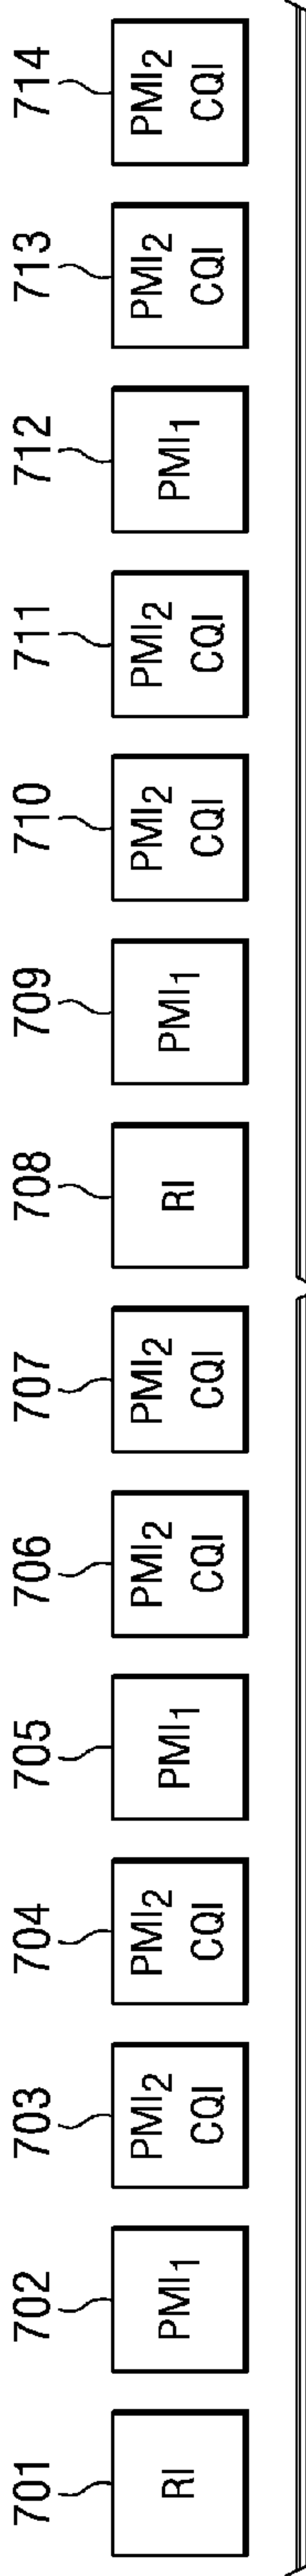 701 702 703 704 705 706 707 708 709 710 711 712 713 714
RI PMI₁ PMI₂ PMI₂ PMI₁ PMI₂ PMI₂ RI PMI₁ PMI₂ PMI₂ PMI₁ PMI₂ PMI₂
CQI CQI CQI CQI CQI CQI CQI CQI